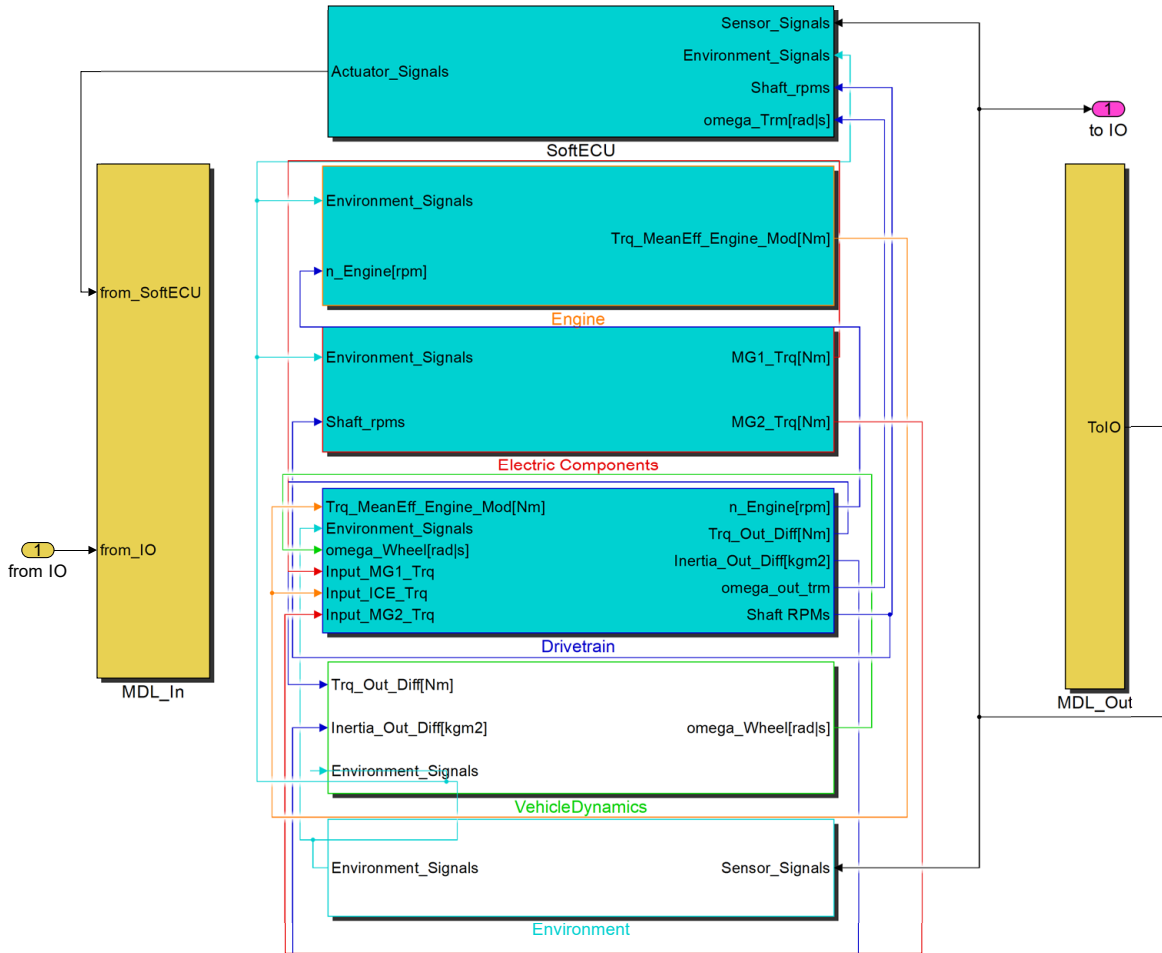 Sensor_Signals
Environment_Signals
Actuator_Signals
Shaft_rpms
omega_Trm[rad|s]
SoftECU
1
to IO
Environment_Signals
Trq_MeanEff_Engine_Mod[Nm]
n_Engine[rpm]
Engine
from_SoftECU
Environment_Signals
MG1_Trq[Nm]
Shaft_rpms
MG2_Trq[Nm]
Electric Components
ToIO
Trq_MeanEff_Engine_Mod[Nm]
Environment_Signals
omega_Wheel[rad|s]
Input_MG1_Trq
Input_ICE_Trq
Input_MG2_Trq
n_Engine[rpm]
Trq_Out_Diff[Nm]
Inertia_Out_Diff[kgm2]
omega_out_trm
Shaft RPMs
Drivetrain
1
from IO
from_IO
MDL_In
Trq_Out_Diff[Nm]
Inertia_Out_Diff[kgm2]
omega_Wheel[rad|s]
Environment_Signals
VehicleDynamics
MDL_Out
Environment_Signals
Sensor_Signals
Environment